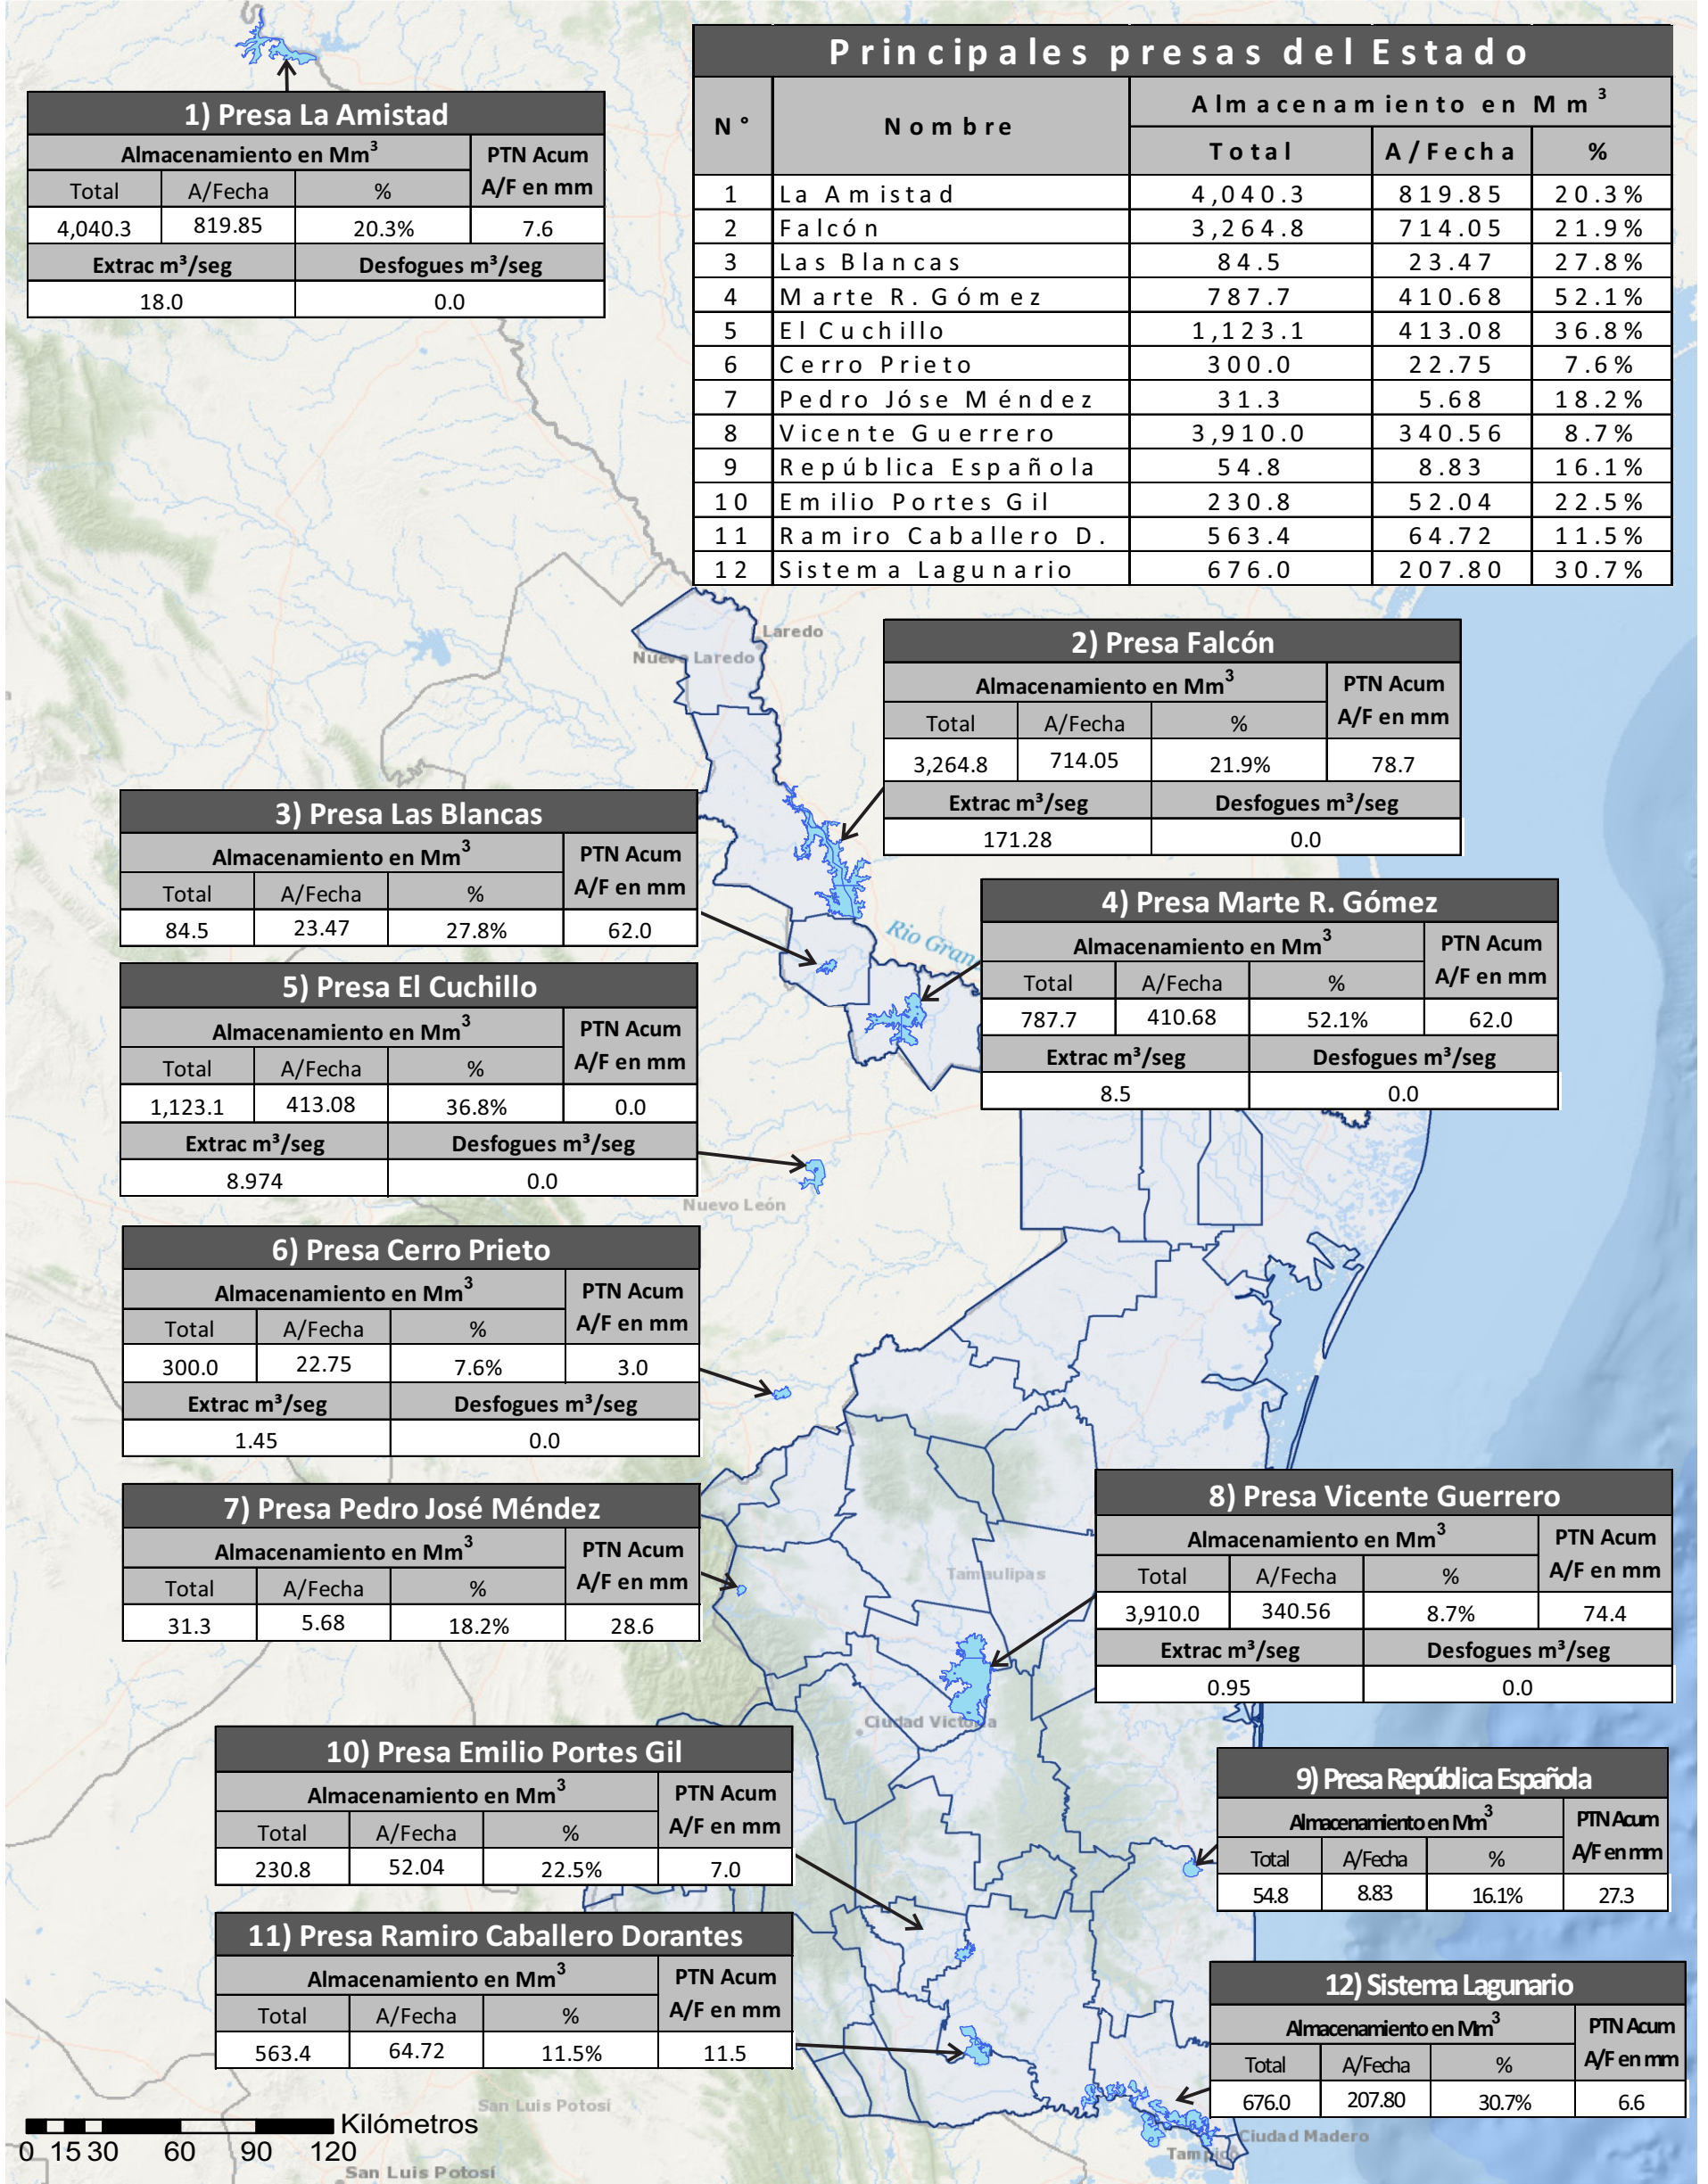 Principales presas del Estado
N° Nombre Almacenamiento en Mm³
Total A/Fecha %
1 La Amistad 4,040.3 819.85 20.3%
2 Falcón 3,264.8 714.05 21.9%
3 Las Blancas 84.5 23.47 27.8%
4 Marte R. Gómez 787.7 410.68 52.1%
5 El Cuchillo 1,123.1 413.08 36.8%
6 Cerro Prieto 300.0 22.75 7.6%
7 Pedro Jóse Méndez 31.3 5.68 18.2%
8 Vicente Guerrero 3,910.0 340.56 8.7%
9 República Española 54.8 8.83 16.1%
10 Emilio Portes Gil 230.8 52.04 22.5%
11 Ramiro Caballero D. 563.4 64.72 11.5%
12 Sistema Lagunario 676.0 207.80 30.7%
1) Presa La Amistad
Almacenamiento en Mm³ PTN Acum A/F en mm
Total A/Fecha %
4,040.3 819.85 20.3% 7.6
Extrac m³/seg Desfogues m³/seg
18.0 0.0
Laredo
Nuevo Laredo
2) Presa Falcón
Almacenamiento en Mm³ PTN Acum A/F en mm
Total A/Fecha %
3,264.8 714.05 21.9% 78.7
Extrac m³/seg Desfogues m³/seg
171.28 0.0
3) Presa Las Blancas
Almacenamiento en Mm³ PTN Acum A/F en mm
Total A/Fecha %
84.5 23.47 27.8% 62.0
Rio Gran
4) Presa Marte R. Gómez
Almacenamiento en Mm³ PTN Acum A/F en mm
Total A/Fecha %
787.7 410.68 52.1% 62.0
Extrac m³/seg Desfogues m³/seg
8.5 0.0
5) Presa El Cuchillo
Almacenamiento en Mm³ PTN Acum A/F en mm
Total A/Fecha %
1,123.1 413.08 36.8% 0.0
Extrac m³/seg Desfogues m³/seg
8.974 0.0
Nuevo León
6) Presa Cerro Prieto
Almacenamiento en Mm³ PTN Acum A/F en mm
Total A/Fecha %
300.0 22.75 7.6% 3.0
Extrac m³/seg Desfogues m³/seg
1.45 0.0
7) Presa Pedro José Méndez
Almacenamiento en Mm³ PTN Acum A/F en mm
Total A/Fecha %
31.3 5.68 18.2% 28.6
Tamaulipas
8) Presa Vicente Guerrero
Almacenamiento en Mm³ PTN Acum A/F en mm
Total A/Fecha %
3,910.0 340.56 8.7% 74.4
Extrac m³/seg Desfogues m³/seg
0.95 0.0
Ciudad Victoria
10) Presa Emilio Portes Gil
Almacenamiento en Mm³ PTN Acum A/F en mm
Total A/Fecha %
230.8 52.04 22.5% 7.0
9) Presa República Española
Almacenamiento en Mm³ PTN Acum A/F en mm
Total A/Fecha %
54.8 8.83 16.1% 27.3
11) Presa Ramiro Caballero Dorantes
Almacenamiento en Mm³ PTN Acum A/F en mm
Total A/Fecha %
563.4 64.72 11.5% 11.5
12) Sistema Lagunario
Almacenamiento en Mm³ PTN Acum A/F en mm
Total A/Fecha %
676.0 207.80 30.7% 6.6
San Luis Potosi
Ciudad Madero
Tampico
Kilómetros
0 15 30 60 90 120
San Luis Potosí